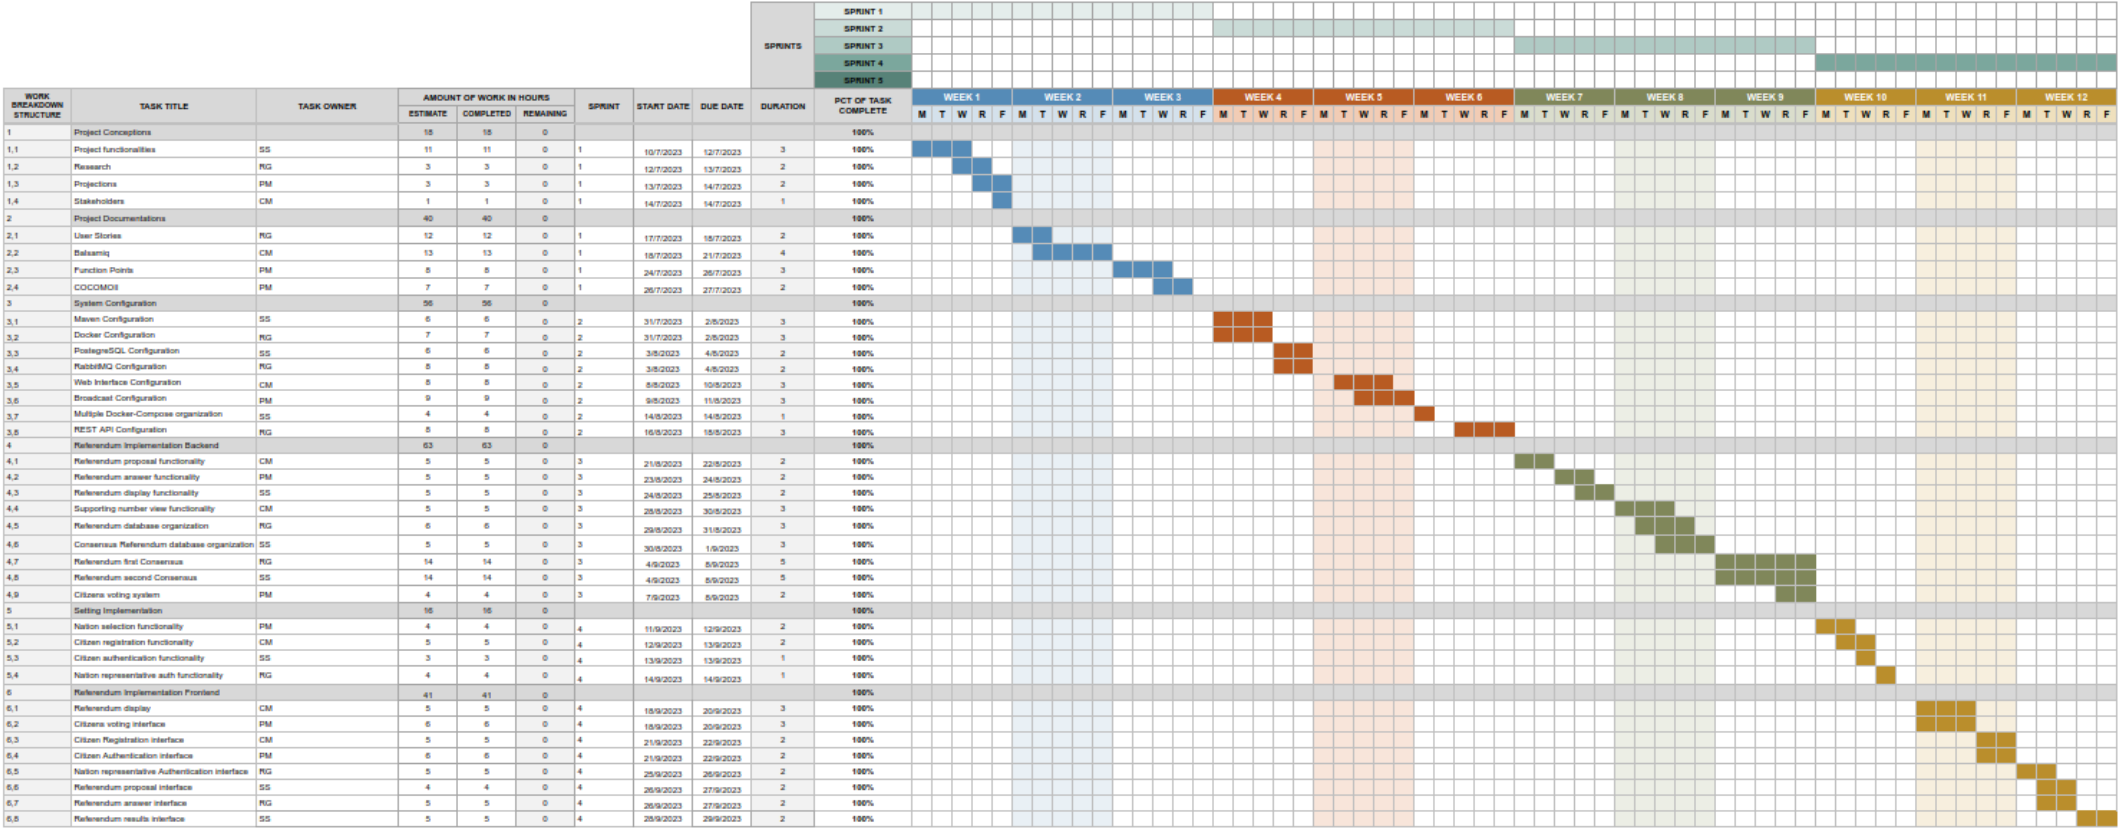 SPRINTS
SPRINT 1
SPRINT 2
SPRINT 3
SPRINT 4
SPRINT 5
WORK BREAKDOWN STRUCTURE TASK TITLE TASK OWNER AMOUNT OF WORK IN HOURS SPRINT START DATE DUE DATE DURATION PCT OF TASK COMPLETE WEEK 1 WEEK 2 WEEK 3 WEEK 4 WEEK 5 WEEK 6 WEEK 7 WEEK 8 WEEK 9 WEEK 10 WEEK 11 WEEK 12
ESTIMATE COMPLETED REMAINING M T W R F M T W R F M T W R F M T W R F M T W R F M T W R F M T W R F M T W R F M T W R F M T W R F M T W R F M T W R F
1 Project Conceptions 18 18 0 100%
1,1 Project functionalities SS 11 11 0 1 10/7/2023 12/7/2023 3 100%
1,2 Research RG 3 3 0 1 12/7/2023 13/7/2023 2 100%
1,3 Projections PM 3 3 0 1 13/7/2023 14/7/2023 2 100%
1,4 Stakeholders CM 1 1 0 1 14/7/2023 14/7/2023 1 100%
2 Project Documentations 40 40 0 100%
2,1 User Stories RG 12 12 0 1 17/7/2023 18/7/2023 2 100%
2,2 Balsamiq CM 13 13 0 1 18/7/2023 21/7/2023 4 100%
2,3 Function Points PM 8 8 0 1 24/7/2023 26/7/2023 3 100%
2,4 COCOMOII PM 7 7 0 1 26/7/2023 27/7/2023 2 100%
3 System Configuration 56 56 0 100%
3,1 Maven Configuration SS 6 6 0 2 31/7/2023 2/8/2023 3 100%
3,2 Docker Configuration RG 7 7 0 2 31/7/2023 2/8/2023 3 100%
3,3 PostegreSQL Configuration SS 6 6 0 2 3/8/2023 4/8/2023 2 100%
3,4 RabbitMQ Configuration RG 8 8 0 2 3/8/2023 4/8/2023 2 100%
3,5 Web Interface Configuration CM 8 8 0 2 8/8/2023 10/8/2023 3 100%
3,6 Broadcast Configuration PM 9 9 0 2 9/8/2023 11/8/2023 3 100%
3,7 Multiple Docker-Compose organization SS 4 4 0 2 14/8/2023 14/8/2023 1 100%
3,8 REST API Configuration RG 8 8 0 2 16/8/2023 18/8/2023 3 100%
4 Referendum Implementation Backend 63 63 0 100%
4,1 Referendum proposal functionality CM 5 5 0 3 21/8/2023 22/8/2023 2 100%
4,2 Referendum answer functionality PM 5 5 0 3 23/8/2023 24/8/2023 2 100%
4,3 Referendum display functionality SS 5 5 0 3 24/8/2023 25/8/2023 2 100%
4,4 Supporting number view functionality CM 5 5 0 3 28/8/2023 30/8/2023 3 100%
4,5 Referendum database organization RG 6 6 0 3 29/8/2023 31/8/2023 3 100%
4,6 Consensus Referendum database organization SS 5 5 0 3 30/8/2023 1/9/2023 3 100%
4,7 Referendum first Consensus RG 14 14 0 3 4/9/2023 8/9/2023 5 100%
4,8 Referendum second Consensus SS 14 14 0 3 4/9/2023 8/9/2023 5 100%
4,9 Citizens voting system PM 4 4 0 3 7/9/2023 8/9/2023 2 100%
5 Setting Implementation 16 16 0 100%
5,1 Nation selection functionality PM 4 4 0 4 11/9/2023 12/9/2023 2 100%
5,2 Citizen registration functionality CM 5 5 0 4 12/9/2023 13/9/2023 2 100%
5,3 Citizen authentication functionality SS 3 3 0 4 13/9/2023 13/9/2023 1 100%
5,4 Nation representative auth functionality RG 4 4 0 4 14/9/2023 14/9/2023 1 100%
6 Referendum Implementation Frontend 41 41 0 100%
6,1 Referendum display CM 5 5 0 4 18/9/2023 20/9/2023 3 100%
6,2 Citizens voting interface PM 6 6 0 4 18/9/2023 20/9/2023 3 100%
6,3 Citizen Registration interface CM 5 5 0 4 21/9/2023 22/9/2023 2 100%
6,4 Citizen Authentication interface PM 6 6 0 4 21/9/2023 22/9/2023 2 100%
6,5 Nation representative Authentication interface RG 5 5 0 4 25/9/2023 26/9/2023 2 100%
6,6 Referendum proposal interface SS 4 4 0 4 26/9/2023 27/9/2023 2 100%
6,7 Referendum answer interface RG 5 5 0 4 26/9/2023 27/9/2023 2 100%
6,8 Referendum results interface SS 5 5 0 4 28/9/2023 29/9/2023 2 100%